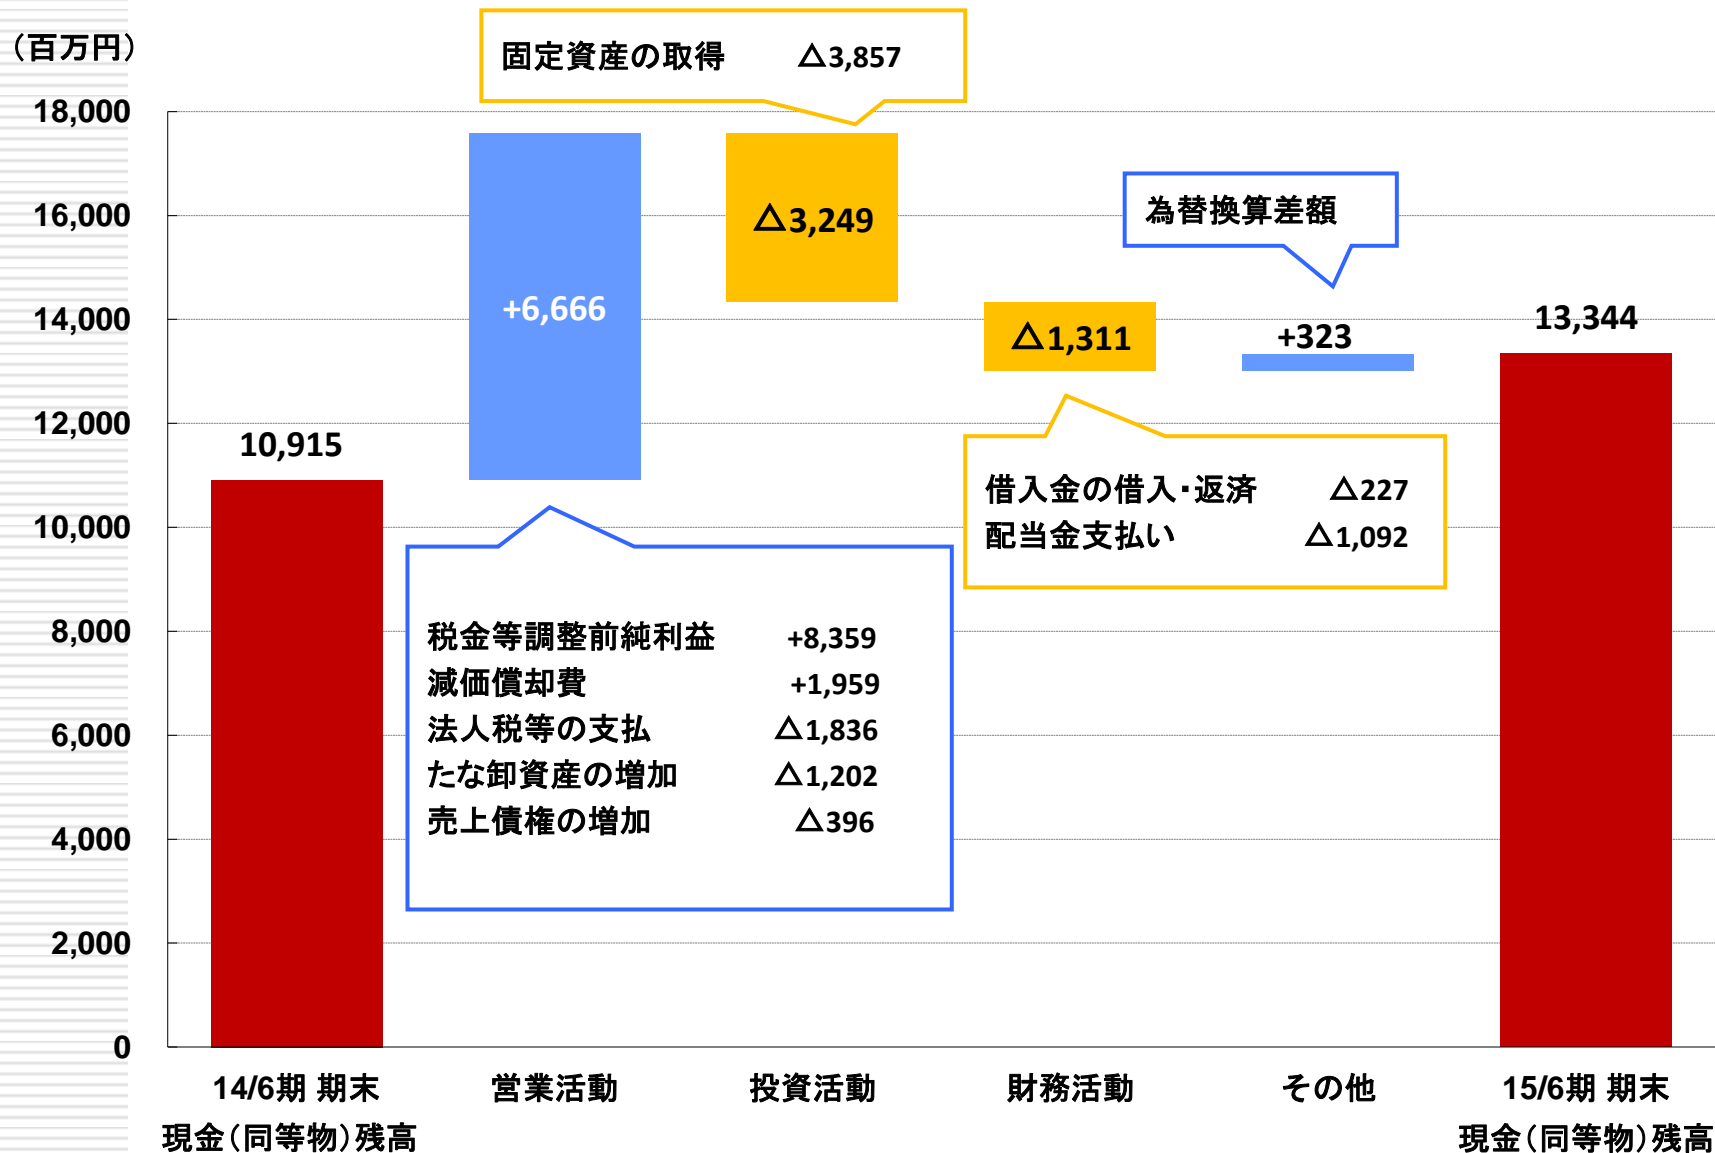 （百万円）
固定資産の取得 △3,857
18,000
16,000
14,000
12,000
10,000
8,000
6,000
4,000
2,000
0
10,915
+6,666
△3,249
△1,311
+323
13,344
為替換算差額
借入金の借入・返済 △227
配当金支払い △1,092
税金等調整前純利益 +8,359
減価償却費 +1,959
法人税等の支払 △1,836
たな卸資産の増加 △1,202
売上債権の増加 △396
14/6期 期末
現金（同等物）残高
営業活動
投資活動
財務活動
その他
15/6期 期末
現金（同等物）残高